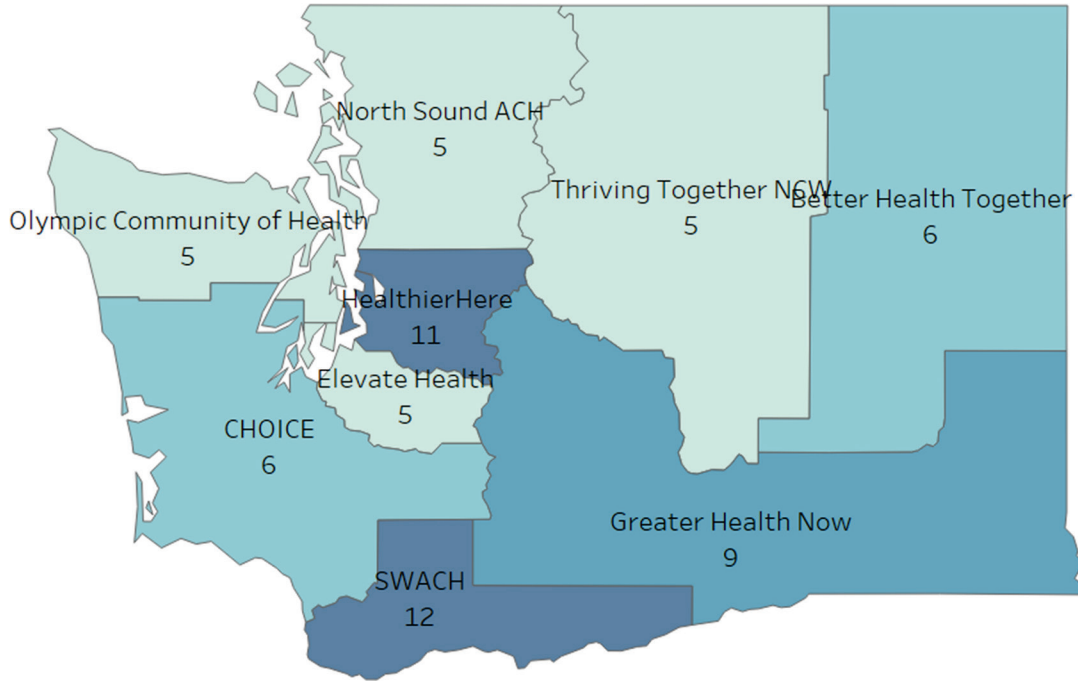 North Sound ACH
5
Thriving Together NCW
5
Better Health Together
6
Olympic Community of Health
5
HealthierHere
11
Elevate Health
5
CHOICE
6
Greater Health Now
9
SWACH
12